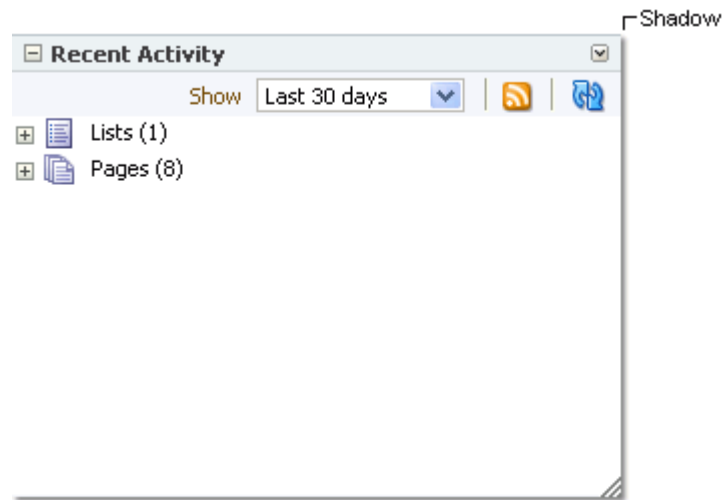 Shadow
Recent Activity
Show Last 30 days
Lists (1)
Pages (8)